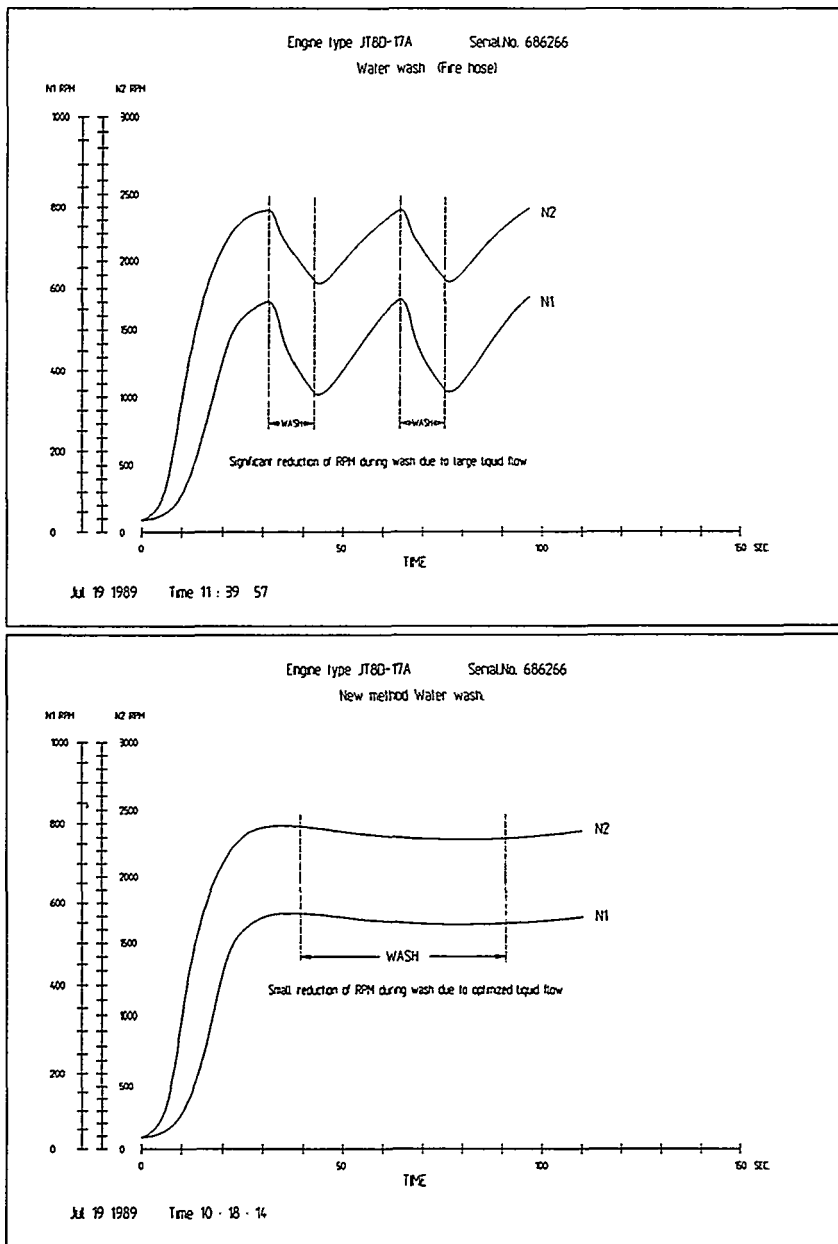 Engine type JT8D-17A Serial.No. 686266
Water wash (Fire hose)
N1 RPM N2 RPM
1000 3000
800 2500
N2
2000
600
N1
1500
400
1000
WASH WASH
200
500
Significant reduction of RPM during wash due to large liquid flow
0 0
0 50 100 150 SEC
TIME
Jul 19 1989 Time 11 : 39 57
Engine type JT8D-17A Serial.No. 686266
New method Water wash.
N1 RPM N2 RPM
1000 3000
800 2500
N2
2000
600
N1
1500
WASH
400
Small reduction of RPM during wash due to optimized liquid flow
1000
200
500
0 0
0 50 100 150 SEC.
TIME
Jul 19 1989 Time 10 · 18 · 14